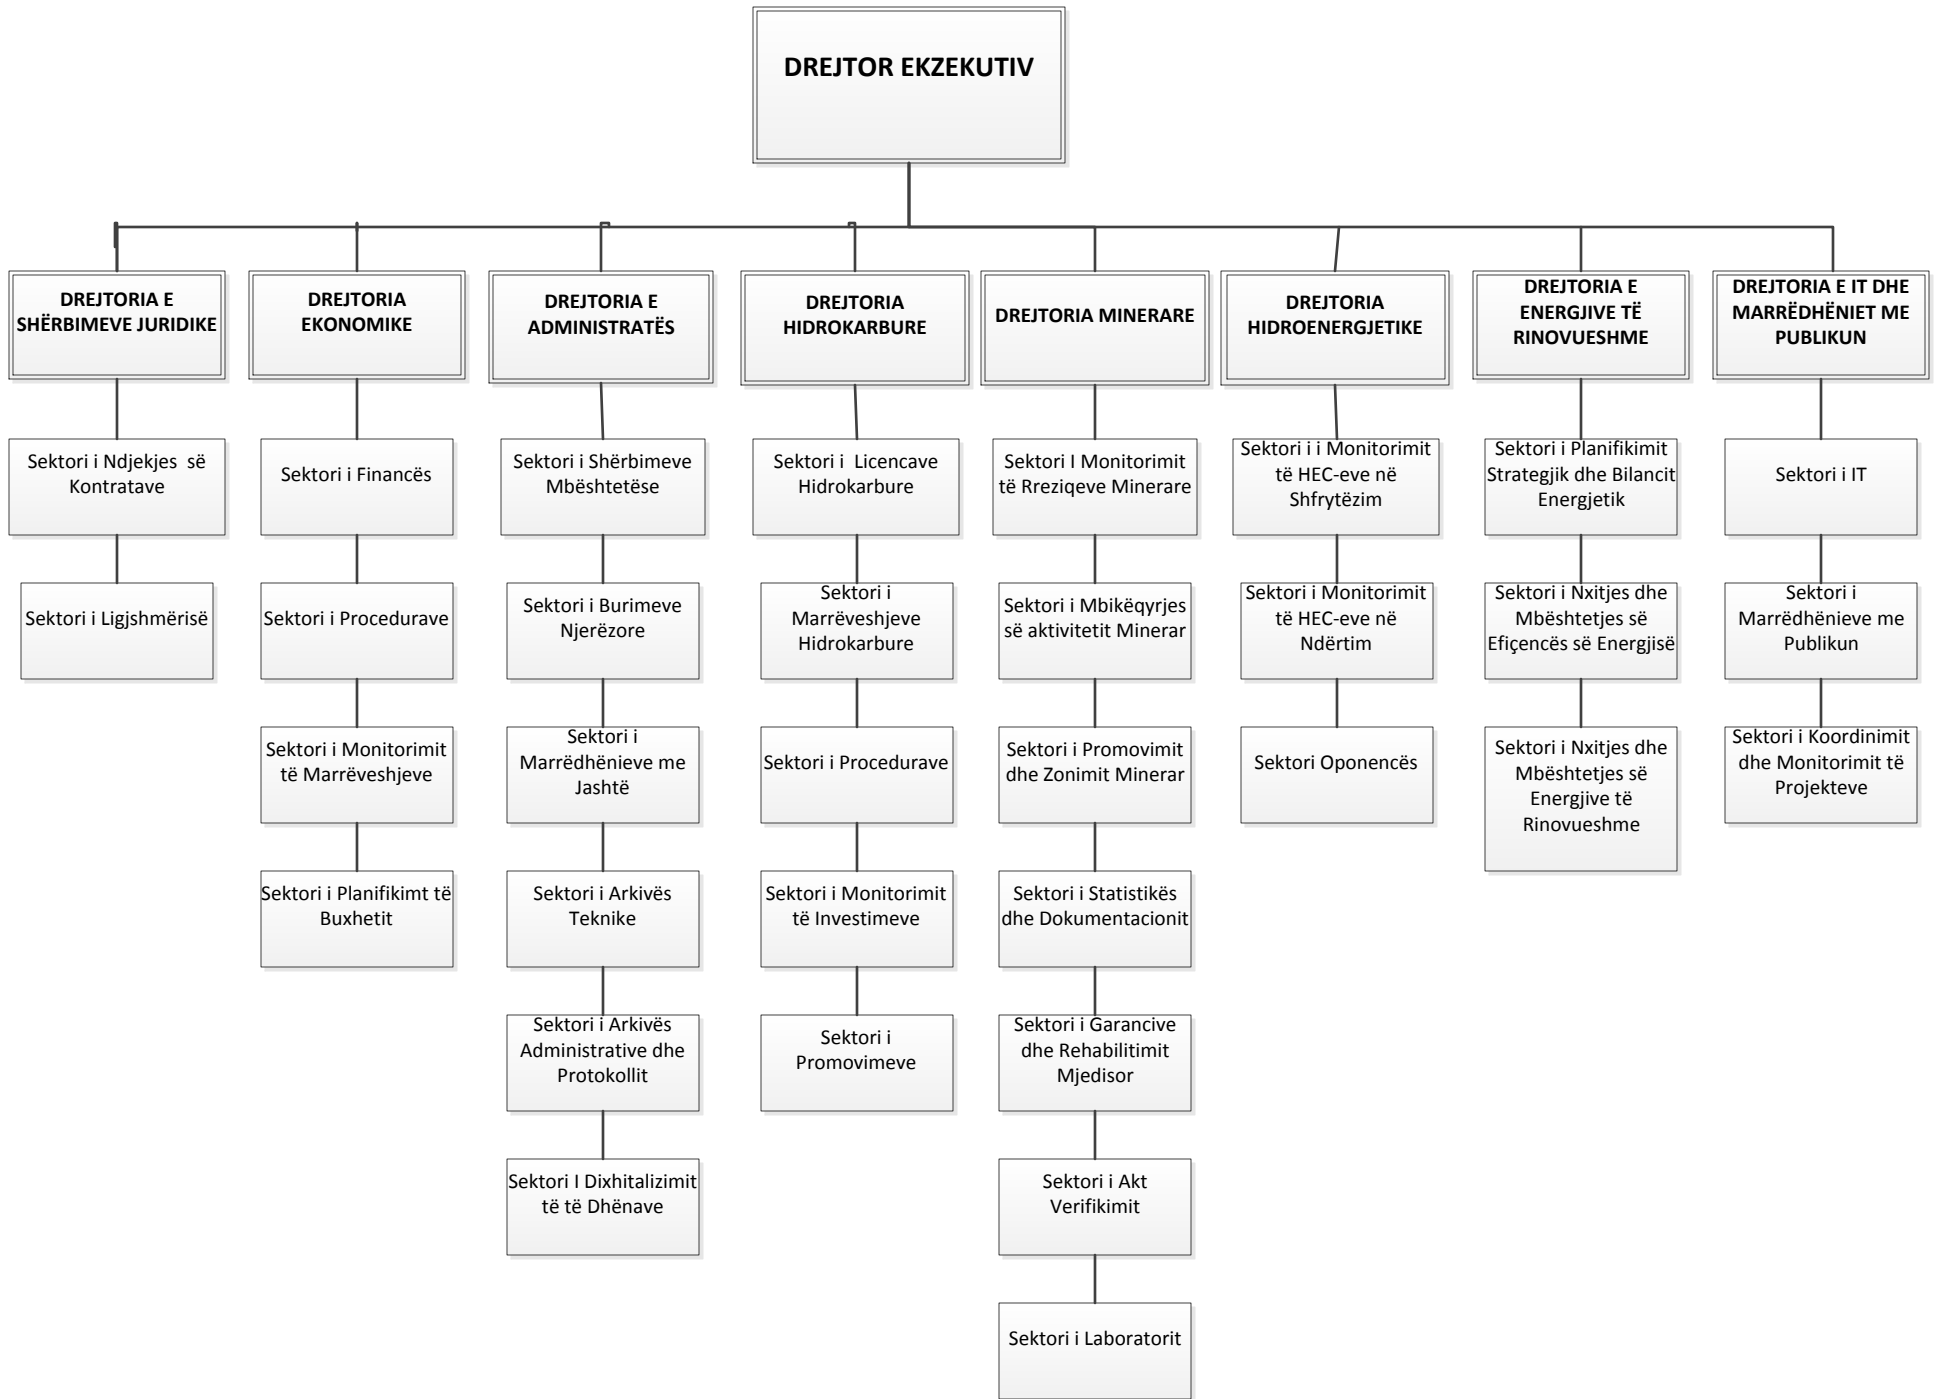 DREJTOR EKZEKUTIV
DREJTORIA E
SHËRBIMEVE JURIDIKE
DREJTORIA
EKONOMIKE
DREJTORIA E
ADMINISTRATËS
DREJTORIA
HIDROKARBURE
DREJTORIA MINERARE
DREJTORIA
HIDROENERGJETIKE
DREJTORIA E
ENERGJIVE TË
RINOVUESHME
DREJTORIA E IT DHE
MARRËDHËNIET ME
PUBLIKUN
Sektori i Ndjekjes së
Kontratave
Sektori i Financës
Sektori i Shërbimeve
Mbështetëse
Sektori i Licencave
Hidrokarbure
Sektori I Monitorimit
të Rreziqeve Minerare
Sektori i i Monitorimit
të HEC-eve në
Shfrytëzim
Sektori i Planifikimit
Strategjik dhe Bilancit
Energjetik
Sektori i IT
Sektori i Ligjshmërisë
Sektori i Procedurave
Sektori i Burimeve
Njerëzore
Sektori i
Marrëveshjeve
Hidrokarbure
Sektori i Mbikëqyrjes
së aktivitetit Minerar
Sektori i Monitorimit
të HEC-eve në
Ndërtim
Sektori i Nxitjes dhe
Mbështetjes së
Efiçencës së Energjisë
Sektori i
Marrëdhënieve me
Publikun
Sektori i Monitorimit
të Marrëveshjeve
Sektori i
Marrëdhënieve me
Jashtë
Sektori i Procedurave
Sektori i Promovimit
dhe Zonimit Minerar
Sektori Oponencës
Sektori i Nxitjes dhe
Mbështetjes së
Energjive të
Rinovueshme
Sektori i Koordinimit
dhe Monitorimit të
Projekteve
Sektori i Planifikimt të
Buxhetit
Sektori i Arkivës
Teknike
Sektori i Monitorimit
të Investimeve
Sektori i Statistikës
dhe Dokumentacionit
Sektori i Arkivës
Administrative dhe
Protokollit
Sektori i
Promovimeve
Sektori i Garancive
dhe Rehabilitimit
Mjedisor
Sektori I Dixhitalizimit
të të Dhënave
Sektori i Akt
Verifikimit
Sektori i Laboratorit